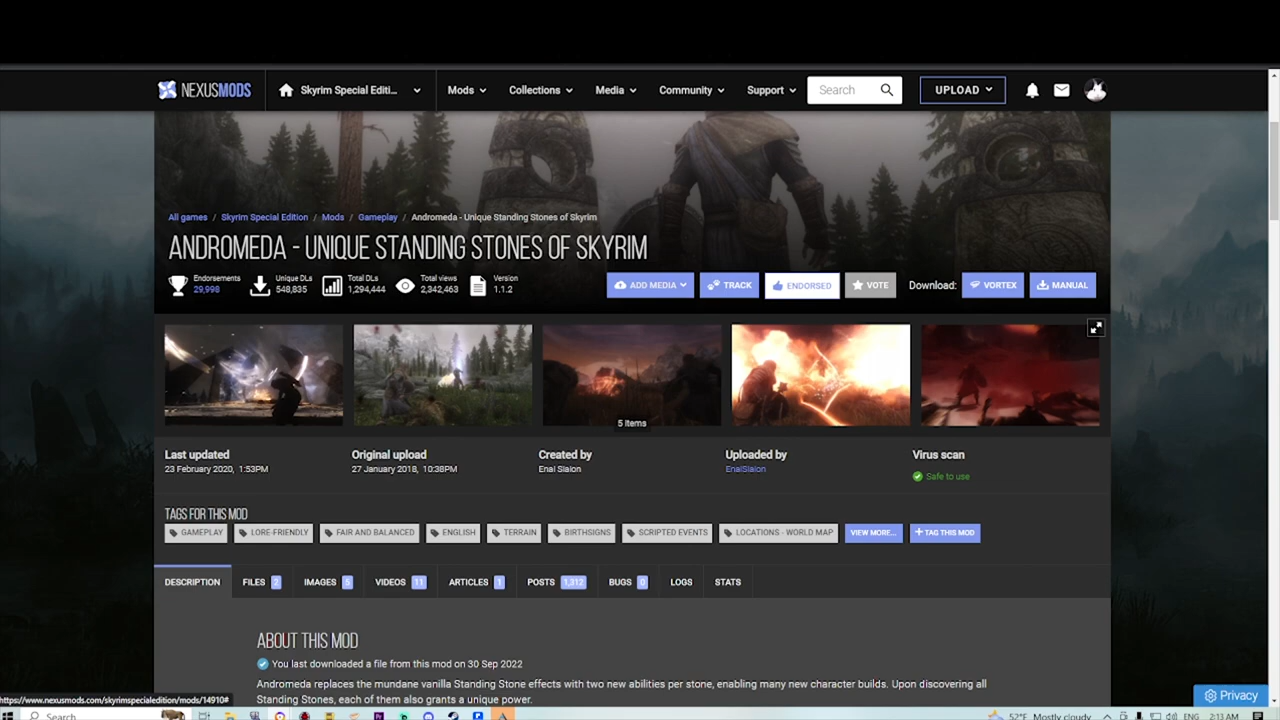 NEXUSMODS
Skyrim Special Editi...
Mods
Collections
Media
Community
Support
Search
UPLOAD
All games / Skyrim Special Edition / Mods / Gameplay / Andromeda - Unique Standing Stones of Skyrim
ANDROMEDA - UNIQUE STANDING STONES OF SKYRIM
Endorsements
29,998
Unique DLs
548,835
Total DLs
1,294,444
Total views
2,342,463
Version
1.1.2
ADD MEDIA
TRACK
ENDORSED
VOTE
Download:
VORTEX
MANUAL
5 items
Last updated
23 February 2020, 1:53PM
Original upload
27 January 2018, 10:38PM
Created by
Enai Siaion
Uploaded by
EnaiSiaion
Virus scan
Safe to use
TAGS FOR THIS MOD
GAMEPLAY
LORE-FRIENDLY
FAIR AND BALANCED
ENGLISH
TERRAIN
BIRTHSIGNS
SCRIPTED EVENTS
LOCATIONS - WORLD MAP
VIEW MORE...
+ TAG THIS MOD
DESCRIPTION
FILES 2
IMAGES 5
VIDEOS 11
ARTICLES 1
POSTS 1,312
BUGS 0
LOGS
STATS
ABOUT THIS MOD
You last downloaded a file from this mod on 30 Sep 2022
Andromeda replaces the mundane vanilla Standing Stone effects with two new abilities per stone, enabling many new character builds. Upon discovering all
Standing Stones, each of them also grants a unique power.
Privacy
https://www.nexusmods.com/skyrimspecialedition/mods/14910#
Search
52°F Mostly cloudy
ENG
2:13 AM